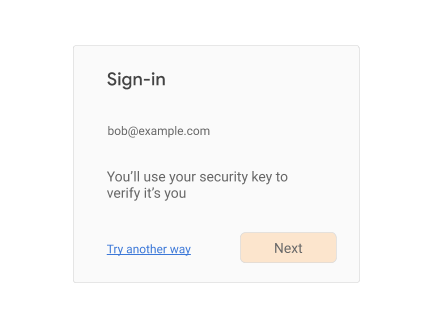 Sign-in
bob@example.com
You’ll use your security key to
verify it’s you
Try another way
Next